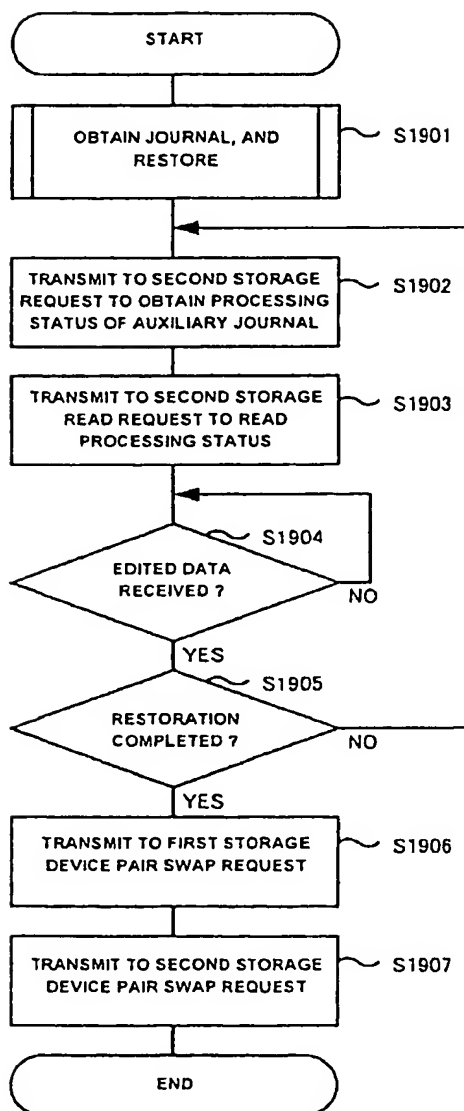 START
OBTAIN JOURNAL, AND
RESTORE
S1901
TRANSMIT TO SECOND STORAGE
REQUEST TO OBTAIN PROCESSING
STATUS OF AUXILIARY JOURNAL
S1902
TRANSMIT TO SECOND STORAGE
READ REQUEST TO READ
PROCESSING STATUS
S1903
S1904
EDITED DATA
RECEIVED ?
NO
YES
S1905
RESTORATION
COMPLETED ?
NO
YES
TRANSMIT TO FIRST STORAGE
DEVICE PAIR SWAP REQUEST
S1906
TRANSMIT TO SECOND STORAGE
DEVICE PAIR SWAP REQUEST
S1907
END